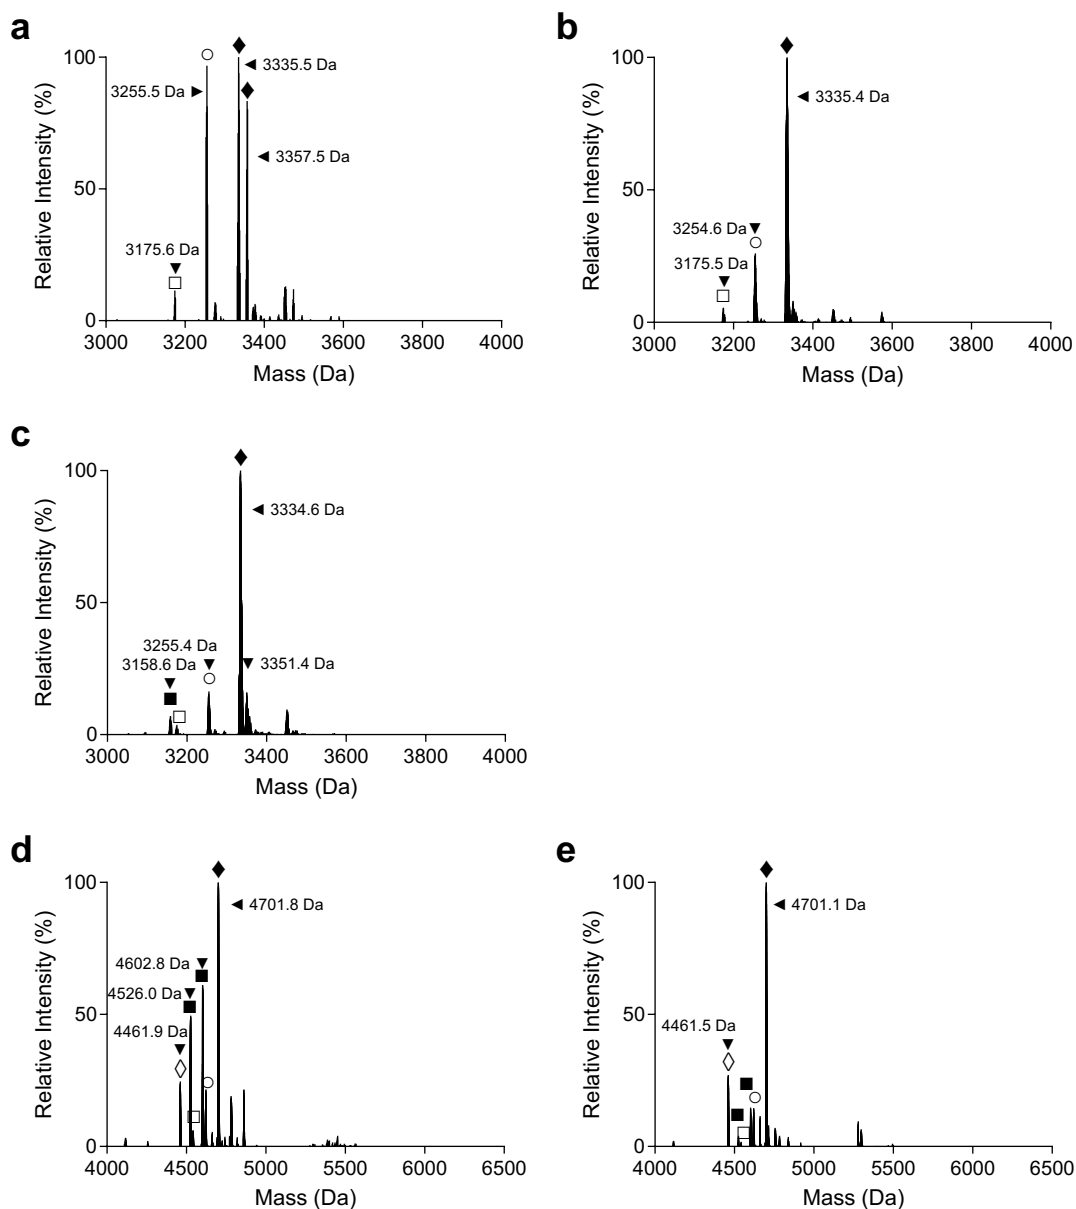 a
Relative Intensity (%)
100
50
0
3255.5 Da
3335.5 Da
3357.5 Da
3175.6 Da
3000 3200 3400 3600 3800 4000
Mass (Da)
b
Relative Intensity (%)
100
50
0
3335.4 Da
3254.6 Da
3175.5 Da
3000 3200 3400 3600 3800 4000
Mass (Da)
c
Relative Intensity (%)
100
50
0
3334.6 Da
3255.4 Da
3158.6 Da
3351.4 Da
3000 3200 3400 3600 3800 4000
Mass (Da)
d
Relative Intensity (%)
100
50
0
4701.8 Da
4602.8 Da
4526.0 Da
4461.9 Da
4000 4500 5000 5500 6000 6500
Mass (Da)
e
Relative Intensity (%)
100
50
0
4701.1 Da
4461.5 Da
4000 4500 5000 5500 6000 6500
Mass (Da)